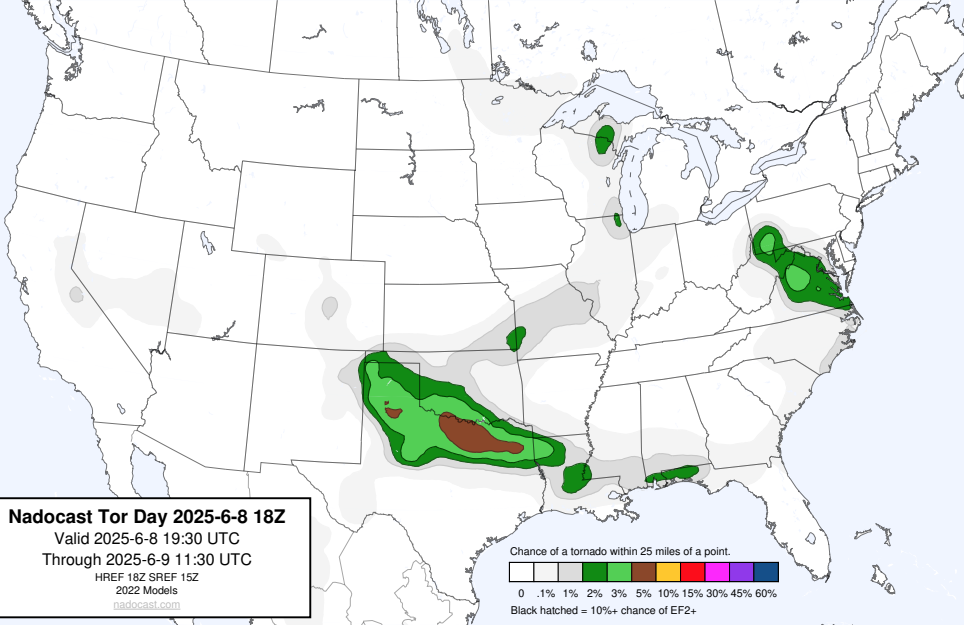 Nadocast Tor Day 2025-6-8 18Z
Valid 2025-6-8 19:30 UTC
Through 2025-6-9 11:30 UTC
HREF 18Z SREF 15Z
2022 Models
nadocast.com
Chance of a tornado within 25 miles of a point.
0 .1% 1% 2% 3% 5% 10% 15% 30% 45% 60%
Black hatched = 10%+ chance of EF2+